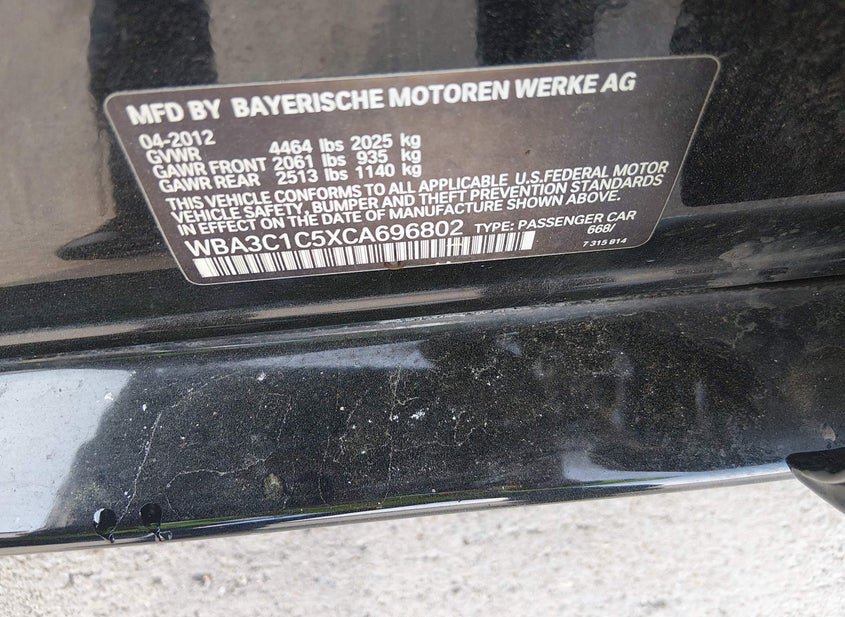 MFD BY BAYERISCHE MOTOREN WERKE AG
04-2012
GVWR 4464 lbs 2025 kg
GAWR FRONT 2061 lbs 935 kg
GAWR REAR 2513 lbs 1140 kg
THIS VEHICLE CONFORMS TO ALL APPLICABLE U.S.FEDERAL MOTOR
VEHICLE SAFETY, BUMPER AND THEFT PREVENTION STANDARDS
IN EFFECT ON THE DATE OF MANUFACTURE SHOWN ABOVE.
WBA3C1C5XCA696802 TYPE: PASSENGER CAR
668/
7 315 814